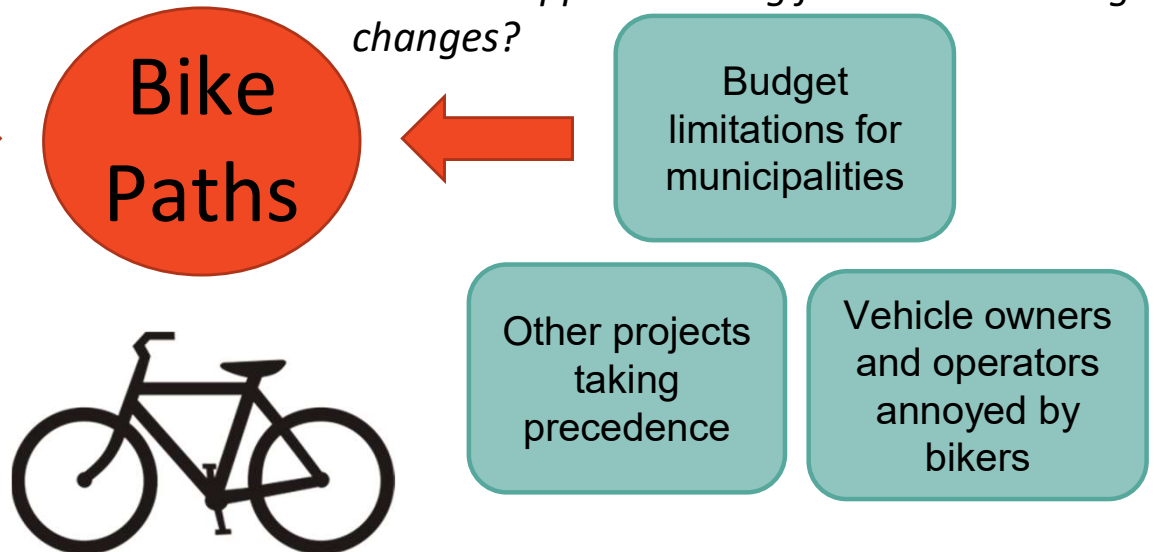 changes?
Bike
Paths
Budget
limitations for
municipalities
Other projects
taking
precedence
Vehicle owners
and operators
annoyed by
bikers